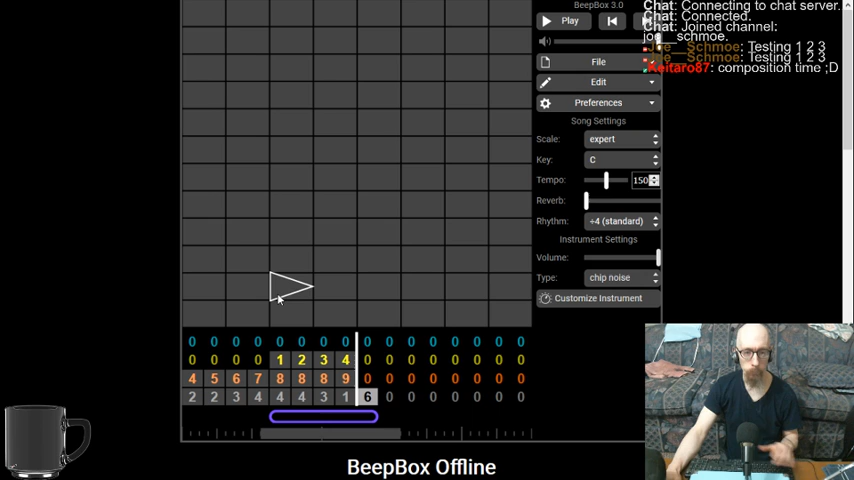 BeepBox 3.0
Play
File
Edit
Preferences
Song Settings
Scale: expert
Key: C
Tempo: 150
Reverb:
Rhythm: ÷4 (standard)
Instrument Settings
Volume:
Type: chip noise
Customize Instrument
Chat: Connecting to chat server.
Chat: Connected.
Chat: Joined channel:
joe__schmoe.
Joe__Schmoe: Testing 1 2 3
Joe__Schmoe: Testing 1 2 3
Keitaro87: composition time ;D
0 0 0 0 0 0 0 0 0 0 0 0 0 0 0 0
0 0 0 0 1 2 3 4 0 0 0 0 0 0 0 0
4 5 6 7 8 8 8 9 0 0 0 0 0 0 0 0
2 2 3 4 4 4 3 1 6 0 0 0 0 0 0 0
BeepBox Offline